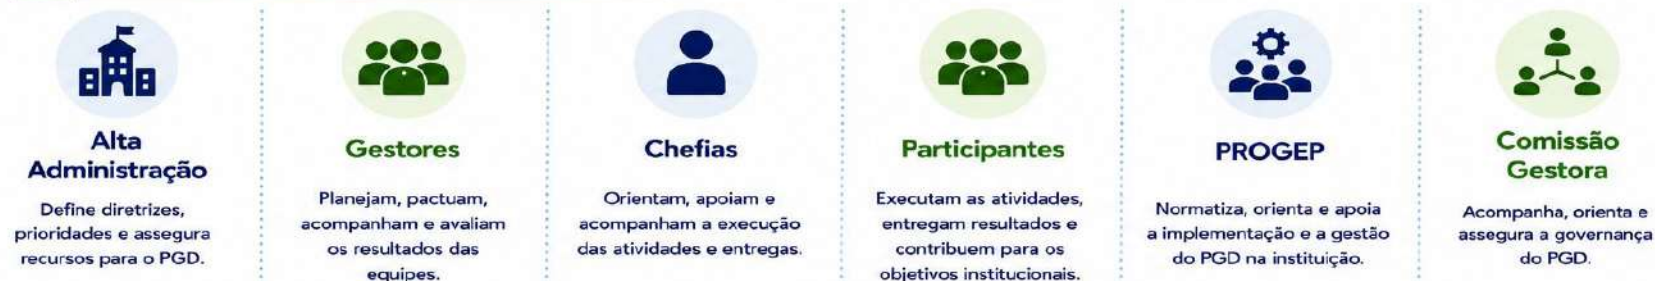 Alta
Administração
Define diretrizes,
prioridades e assegura
recursos para o PGD.
Gestores
Planejam, pactuam,
acompanham e avaliam
os resultados das
equipes.
Chefias
Orientam, apoiam e
acompanham a execução
das atividades e entregas.
Participantes
Executam as atividades,
entregam resultados e
contribuem para os
objetivos institucionais.
PROGEP
Normatiza, orienta e apoia
a implementação e a gestão
do PGD na instituição.
Comissão
Gestora
Acompanha, orienta e
assegura a governança
do PGD.